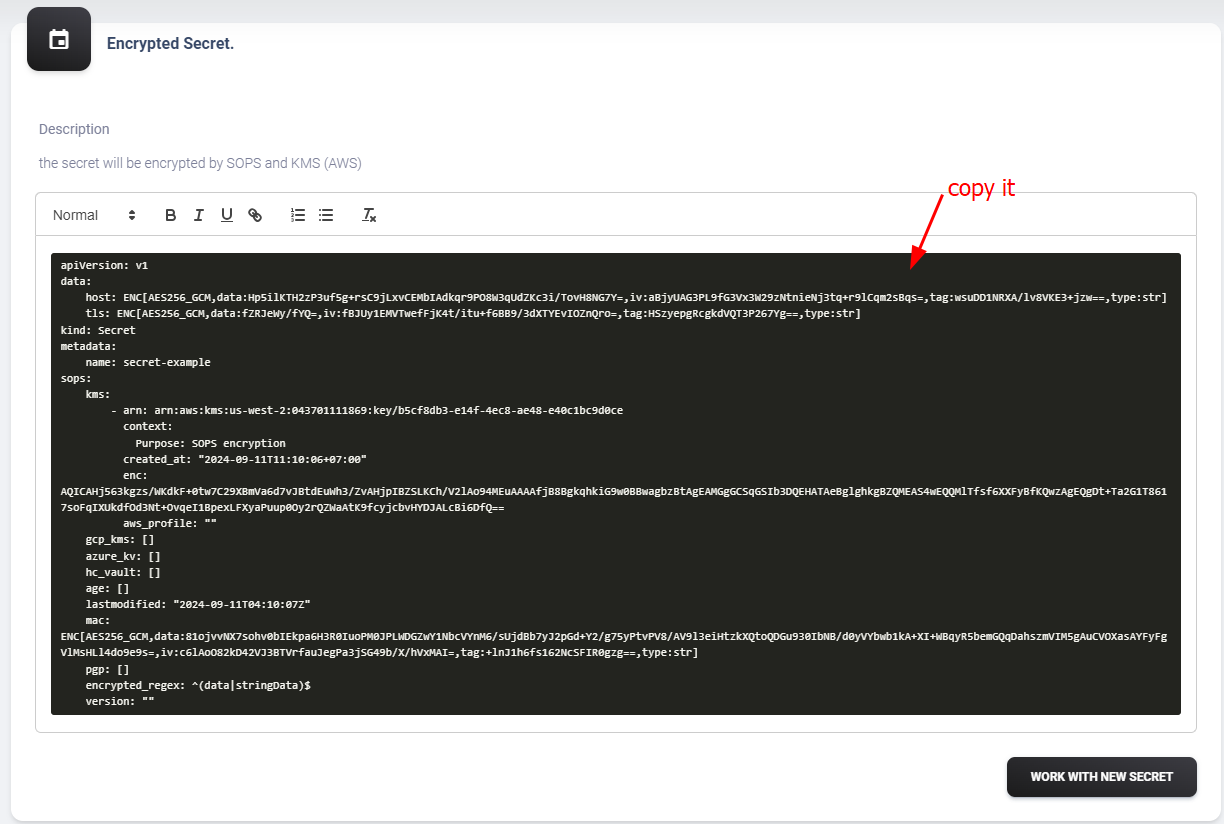 Encrypted Secret.
Description
the secret will be encrypted by SOPS and KMS (AWS)
copy it
Normal
apiVersion: v1
data:
host: ENC[AES256_GCM,data:Hp5ilKTH2zP3uf5g+rsC9jLxvCEMbIAdkqr9PO8W3qUdZKc3i/TovH8NG7Y=,iv:aBjyUAG3PL9fG3Vx3W29zNtnieNj3tq+r9lCqm2sBqs=,tag:wsuDD1NRXA/lv8VKE3+jzw==,type:str]
tls: ENC[AES256_GCM,data:fZRJeWy/fYQ=,iv:fBJUy1EMVTwefFjK4t/itu+f6BB9/3dXTYEvIOZnQro=,tag:HSzyepgRcgkdVQT3P267Yg==,type:str]
kind: Secret
metadata:
name: secret-example
sops:
kms:
- arn: arn:aws:kms:us-west-2:043701111869:key/b5cf8db3-e14f-4ec8-ae48-e40c1bc9d0ce
context:
Purpose: SOPS encryption
created_at: "2024-09-11T11:10:06+07:00"
enc:
AQICAHj563kgzs/WKdkF+0tw7C29XBmVa6d7vJBtdEuWh3/ZvAHjpIBZSLKCh/V2lAo94MEuAAAAfjB8BgkqhkiG9w0BBwagbzBtAgEAMGgGCSqGSIb3DQEHATAeBglghkgBZQMEAS4wEQQMlTfsf6XXFyBfKQwzAgEQgDt+Ta2G1T861
7soFqIXUkdfOd3Nt+OvqeI1BpexLFXyaPuup0Oy2rQZWaAtK9fcyjcbvHYDJALcBi6DfQ==
aws_profile: ""
gcp_kms: []
azure_kv: []
hc_vault: []
age: []
lastmodified: "2024-09-11T04:10:07Z"
mac:
ENC[AES256_GCM,data:81ojvvNX7sohv0bIEkpa6H3R0IuoPM0JPLWDGZwY1NbcVYnM6/sUjdBb7yJ2pGd+Y2/g75yPtvPV8/AV9l3eiHtzkXQtoQDGu930IbNB/d0yVYbwb1kA+XI+WBqyR5bemGQqDahszmVIM5gAuCVOXasAYFyFg
VlMsHLl4do9e9s=,iv:c6lAoO82kD42VJ3BTVrfauJegPa3jSG49b/X/hVxMAI=,tag:+lnJ1h6fs162NcSFIR0gzg==,type:str]
pgp: []
encrypted_regex: ^(data|stringData)$
version: ""
WORK WITH NEW SECRET